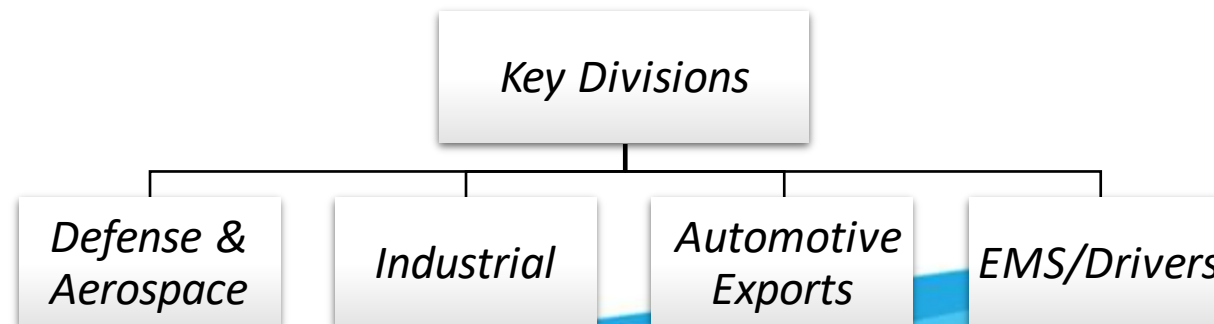 Key Divisions
Defense &
Aerospace
Industrial
Automotive
Exports
EMS/Drivers